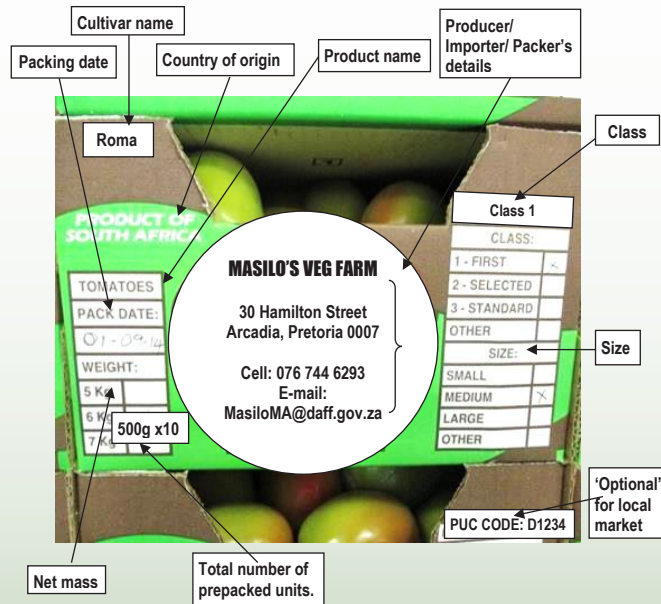 Cultivar name
Packing date
Country of origin
Product name
Producer/
Importer/ Packer's
details
Class
Roma
Class 1
PRODUCT OF
SOUTH AFRICA
CLASS:
1 - FIRST x
2 - SELECTED
3 - STANDARD
OTHER
SIZE:
SMALL
MEDIUM x
LARGE
OTHER
TOMATOES
PACK DATE:
01-09-14
WEIGHT:
5 Kg
6 Kg
7 Kg
500g x10
MASILO'S VEG FARM
30 Hamilton Street
Arcadia, Pretoria 0007
Cell: 076 744 6293
E-mail:
MasiloMA@daff.gov.za
Size
'Optional'
for local
market
PUC CODE: D1234
Net mass
Total number of
prepacked units.